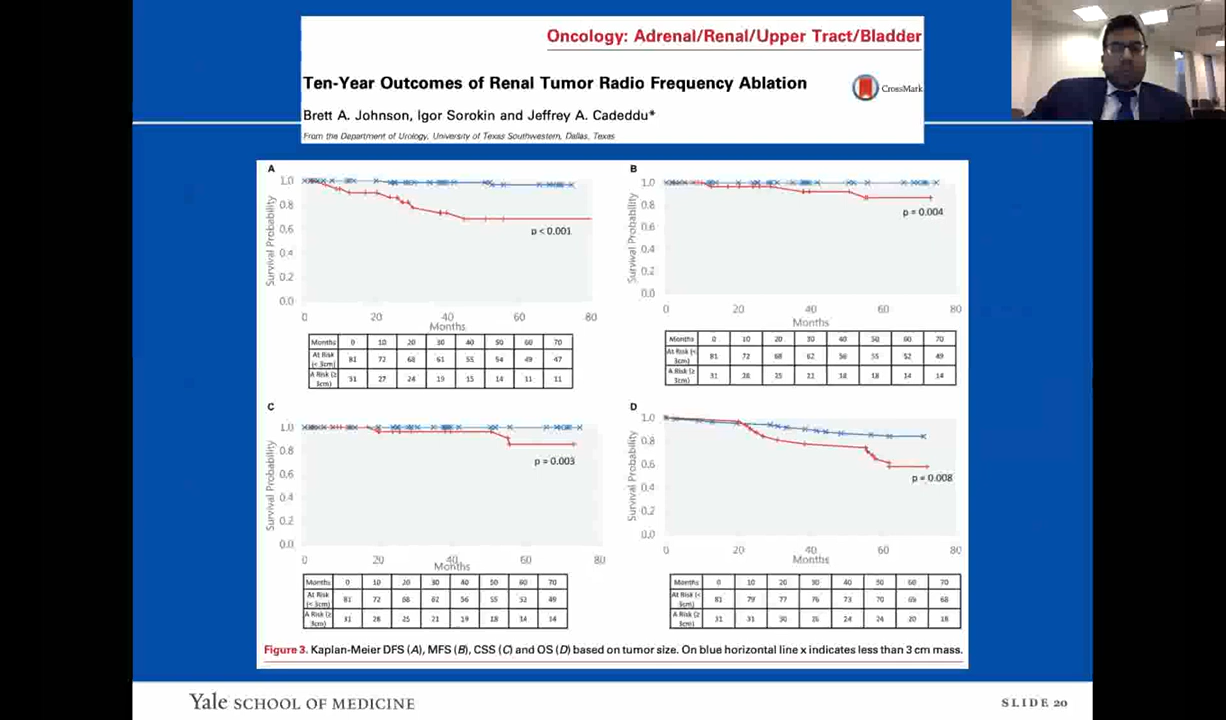 Oncology: Adrenal/Renal/Upper Tract/Bladder
Ten-Year Outcomes of Renal Tumor Radio Frequency Ablation
CrossMark
Brett A. Johnson, Igor Sorokin and Jeffrey A. Cadeddu*
From the Department of Urology, University of Texas Southwestern, Dallas, Texas
A
Survival Probability
1.0
0.8
0.6
0.4
0.2
0.0
p < 0.001
0 20 40 60 80
Months
Months 0 10 20 30 40 50 60 70
At Risk (< 3cm) 81 72 68 61 55 54 49 47
A Risk (≥ 3cm) 31 27 24 19 15 14 11 11
B
Survival Probability
1.0
0.8
0.6
0.4
0.2
0.0
p = 0.004
0 20 40 60 80
Months
Months 0 10 20 30 40 50 60 70
At Risk (< 3cm) 81 72 68 62 56 55 52 49
A Risk (≥ 3cm) 31 28 25 21 18 18 14 14
C
Survival Probability
1.0
0.8
0.6
0.4
0.2
0.0
p = 0.003
0 20 40 60 80
Months
Months 0 10 20 30 40 50 60 70
At Risk (< 3cm) 81 72 68 62 56 55 52 49
A Risk (≥ 3cm) 31 28 25 21 19 18 14 14
D
Survival Probability
1.0
0.8
0.6
0.4
0.2
0.0
p = 0.008
0 20 40 60 80
Months
Months 0 10 20 30 40 50 60 70
At Risk (< 3cm) 81 79 77 76 73 70 69 68
A Risk (≥ 3cm) 31 31 30 24 24 20 18
Figure 3. Kaplan-Meier DFS (A), MFS (B), CSS (C) and OS (D) based on tumor size. On blue horizontal line x indicates less than 3 cm mass.
Yale SCHOOL OF MEDICINE
SLIDE 20